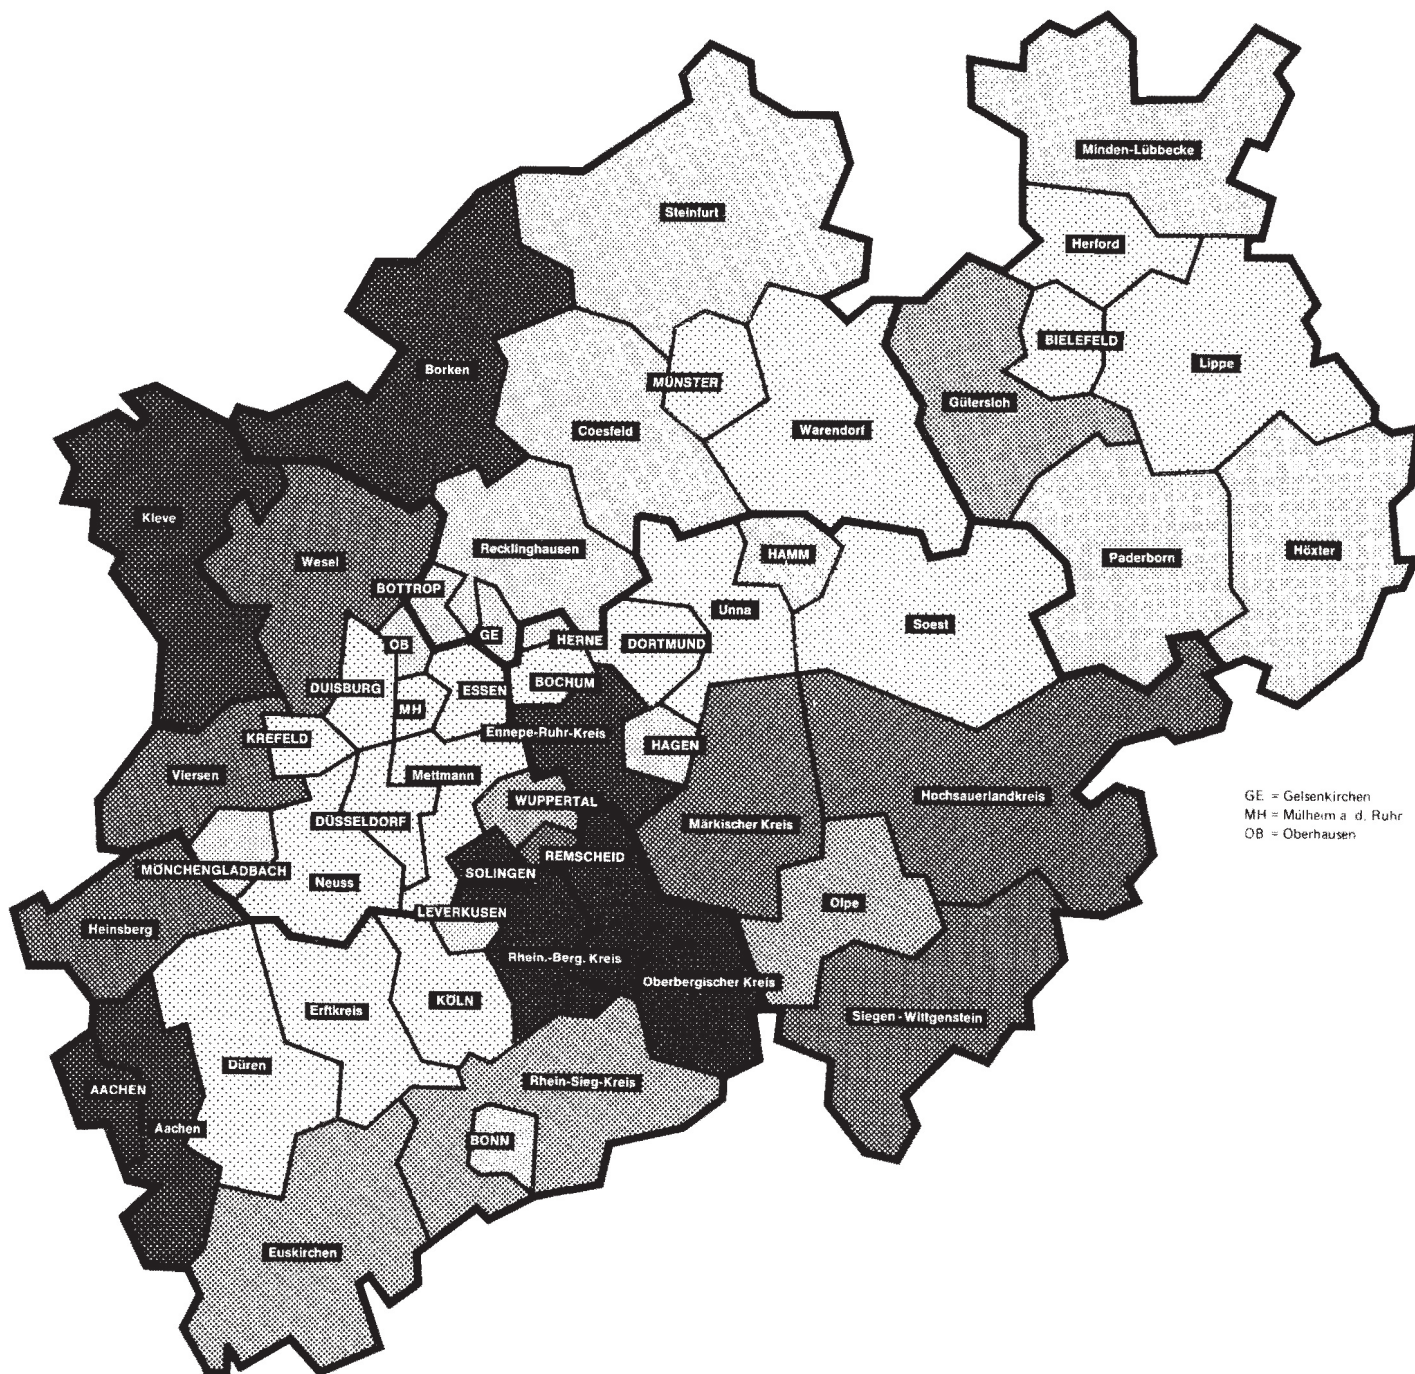 Minden-Lübbecke
Steinfurt
Herford
BIELEFELD
Lippe
Borken
MÜNSTER
Gütersloh
Coesfeld
Warendorf
Kleve
Recklinghausen
HAMM
Paderborn
Höxter
Wesel
BOTTROP
Unna
Soest
GE
HERNE
DORTMUND
OB
DUISBURG
ESSEN
BOCHUM
MH
KREFELD
Ennepe-Ruhr-Kreis
HAGEN
Viersen
Mettmann
Hochsauerlandkreis
WUPPERTAL
GE = Gelsenkirchen
MH = Mülheim a. d. Ruhr
OB = Oberhausen
DÜSSELDORF
Märkischer Kreis
REMSCHEID
MÖNCHENGLADBACH
SOLINGEN
Neuss
Olpe
LEVERKUSEN
Heinsberg
Rhein.-Berg. Kreis
Oberbergischer Kreis
KÖLN
Erftkreis
Siegen-Wittgenstein
Düren
Rhein-Sieg-Kreis
AACHEN
Aachen
BONN
Euskirchen